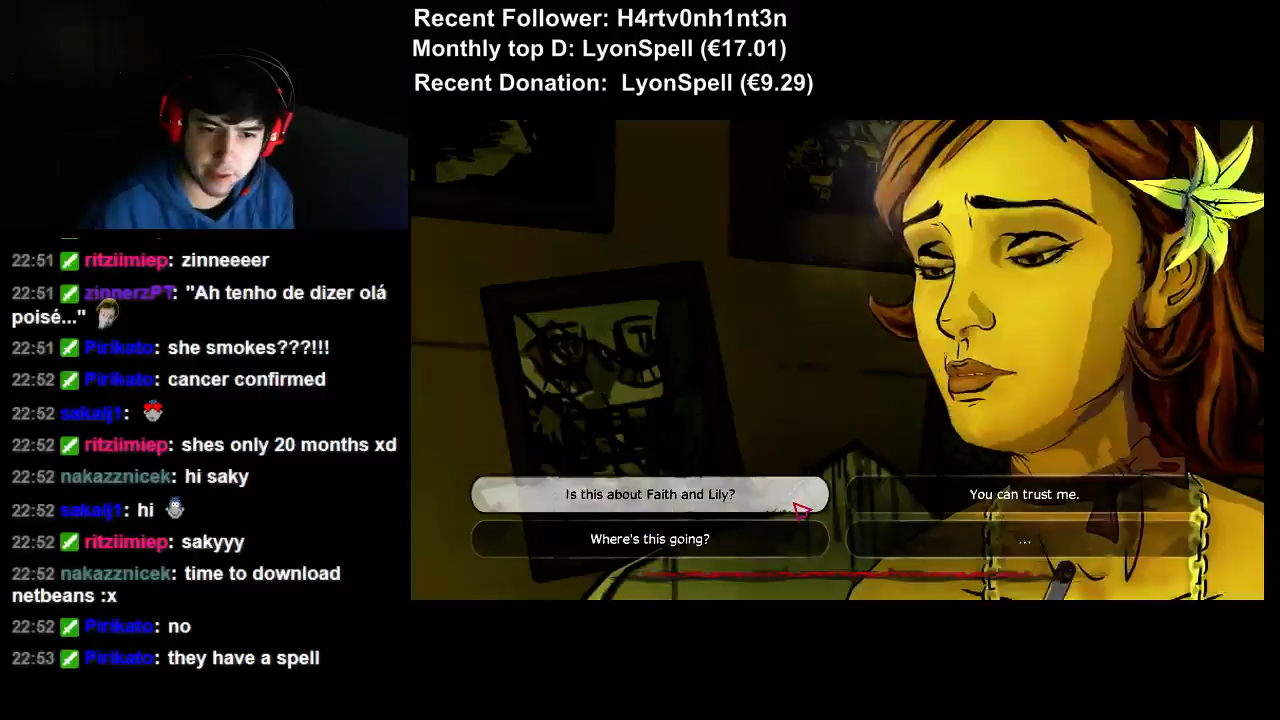 Recent Follower: H4rtv0nh1nt3n
Monthly top D: LyonSpell (€17.01)
Recent Donation: LyonSpell (€9.29)
22:51 ritziimiep: zinneeeer
22:51 zinnerzPT: "Ah tenho de dizer olá
poisé..."
22:51 Pirikato: she smokes???!!!
22:52 Pirikato: cancer confirmed
22:52 sakaij1:
22:52 ritziimiep: shes only 20 months xd
22:52 nakazznicek: hi saky
22:52 sakaij1: hi
22:52 ritziimiep: sakyyy
22:52 nakazznicek: time to download
netbeans :x
22:52 Pirikato: no
22:53 Pirikato: they have a spell
Is this about Faith and Lily?
You can trust me.
Where's this going?
...